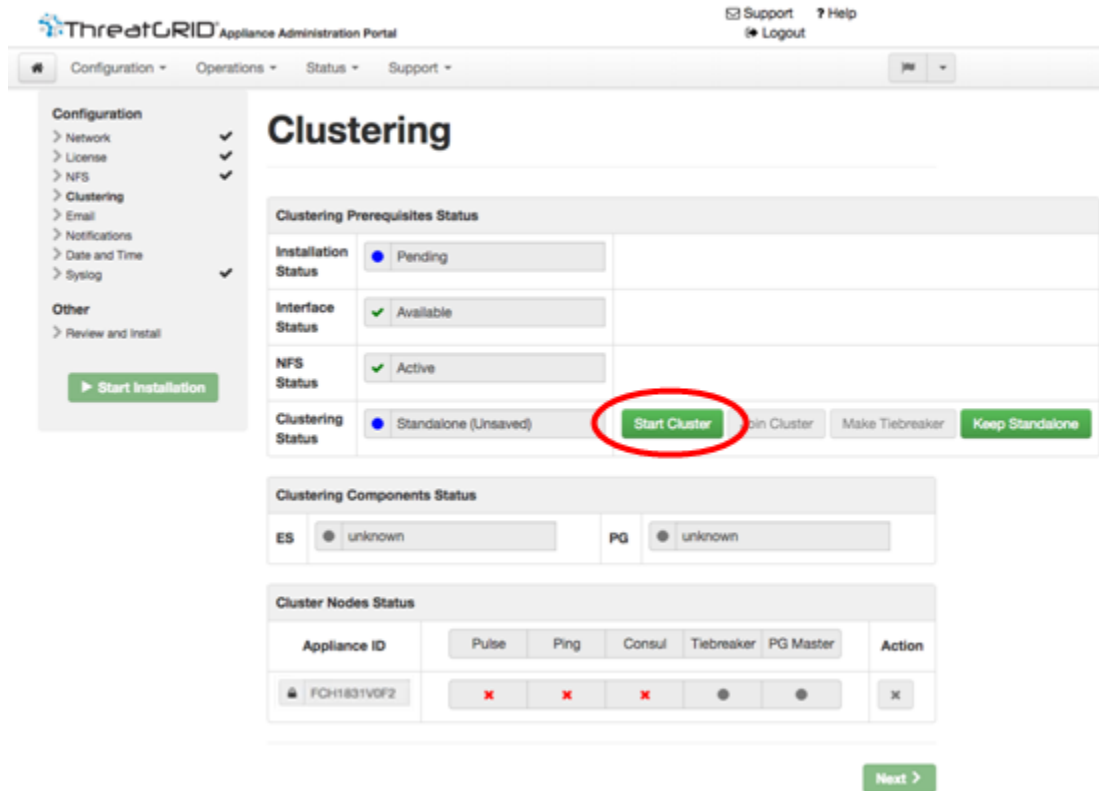 Support ? Help
ThreatGRID Appliance Administration Portal
Logout
Configuration Operations Status Support
Configuration
Network
License
NFS
Clustering
Email
Notifications
Date and Time
Syslog
Other
Review and Install
Start Installation
Clustering
Clustering Prerequisites Status
Installation
Status
Pending
Interface
Status
Available
NFS
Status
Active
Clustering
Status
Standalone (Unsaved)
Start Cluster
Join Cluster
Make Tiebreaker
Keep Standalone
Clustering Components Status
ES unknown PG unknown
Cluster Nodes Status
Appliance ID Pulse Ping Consul Tiebreaker PG Master Action
FCH1831V0F2
Next